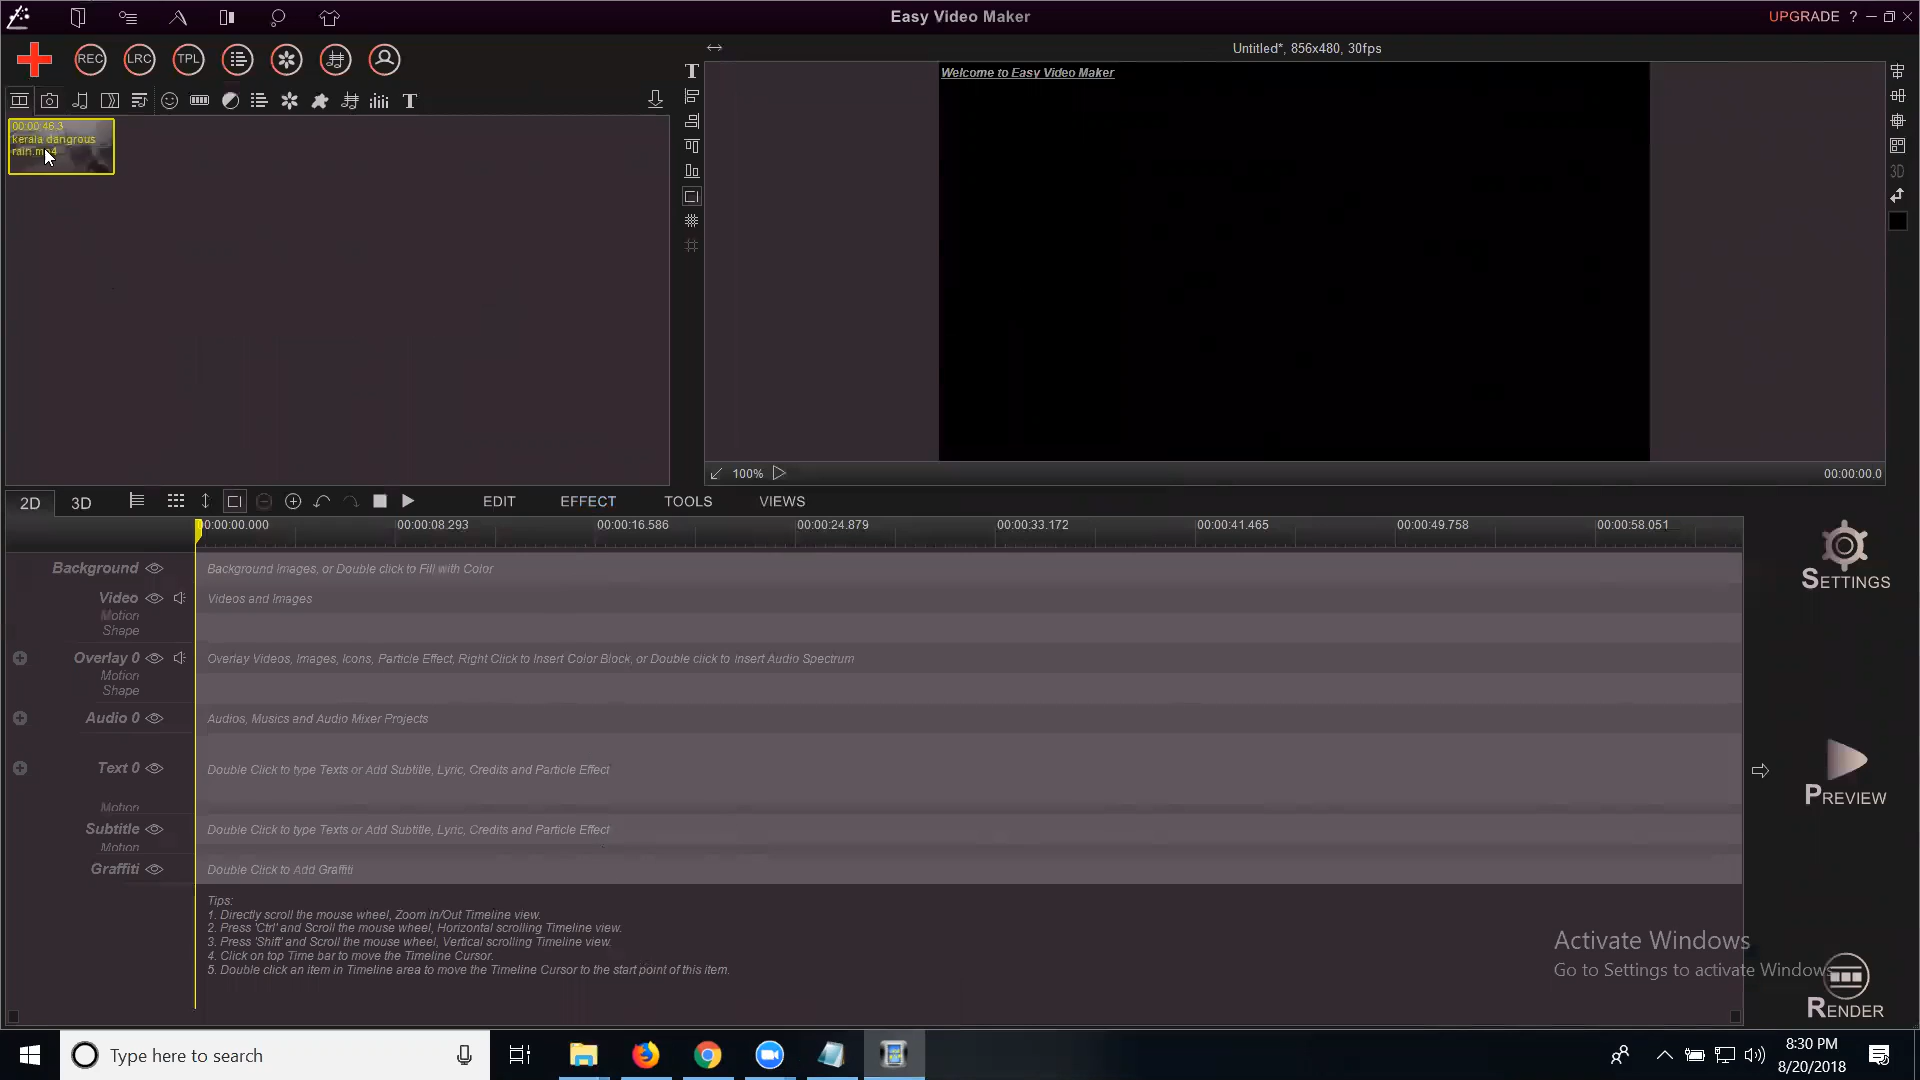 Easy Video Maker
UPGRADE ?
REC LRC TPL
Untitled*, 856x480, 30fps
00:00:46.3
kerala dangrous
rain.mp4
T
T
Welcome to Easy Video Maker
3D
100%
00:00:00.0
2D 3D EDIT EFFECT TOOLS VIEWS
00:00:00.000 00:00:08.293 00:00:16.586 00:00:24.879 00:00:33.172 00:00:41.465 00:00:49.758 00:00:58.051
Background Background Images, or Double click to Fill with Color
Video Videos and Images
Motion
Shape
Overlay 0 Overlay Videos, Images, Icons, Particle Effect, Right Click to Insert Color Block, or Double click to Insert Audio Spectrum
Motion
Shape
Audio 0 Audios, Musics and Audio Mixer Projects
Text 0 Double Click to type Texts or Add Subtitle, Lyric, Credits and Particle Effect
Motion
Subtitle Double Click to type Texts or Add Subtitle, Lyric, Credits and Particle Effect
Motion
Graffiti Double Click to Add Graffiti
Tips:
1. Directly scroll the mouse wheel, Zoom In/Out Timeline view.
2. Press 'Ctrl' and Scroll the mouse wheel, Horizontal scrolling Timeline view.
3. Press 'Shift' and Scroll the mouse wheel, Vertical scrolling Timeline view.
4. Click on top Time bar to move the Timeline Cursor.
5. Double click an item in Timeline area to move the Timeline Cursor to the start point of this item.
SETTINGS
PREVIEW
Activate Windows
Go to Settings to activate Windows
RENDER
Type here to search
8:30 PM
8/20/2018